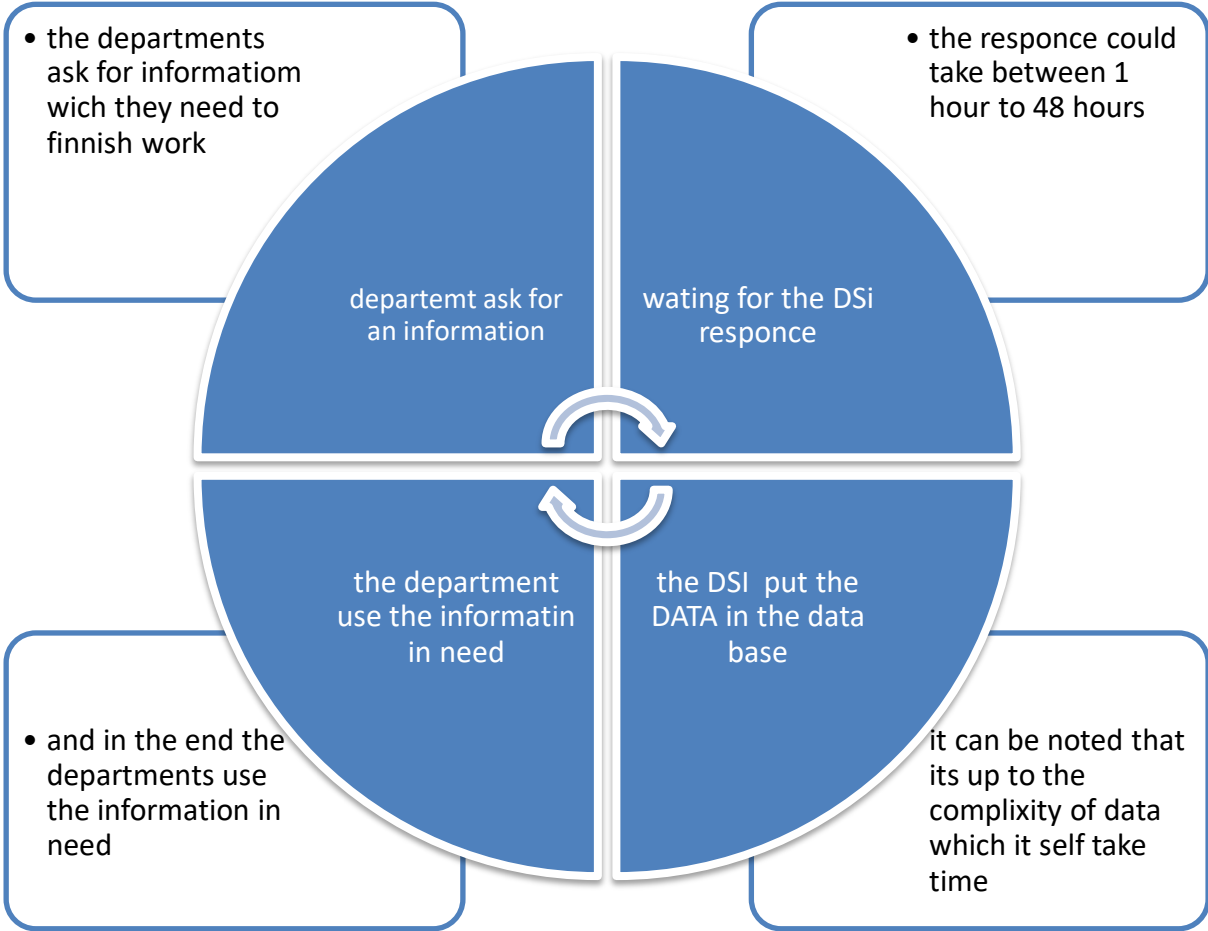 • the departments
ask for informatiom
wich they need to
finnish work
• the responce could
take between 1
hour to 48 hours
departemt ask for
an information
wating for the DSi
responce
the department
use the informatin
in need
the DSI  put the
DATA in the data
base
• and in the end the
departments use
the information in
need
it can be noted that
its up to the
complixity of data
which it self take
time